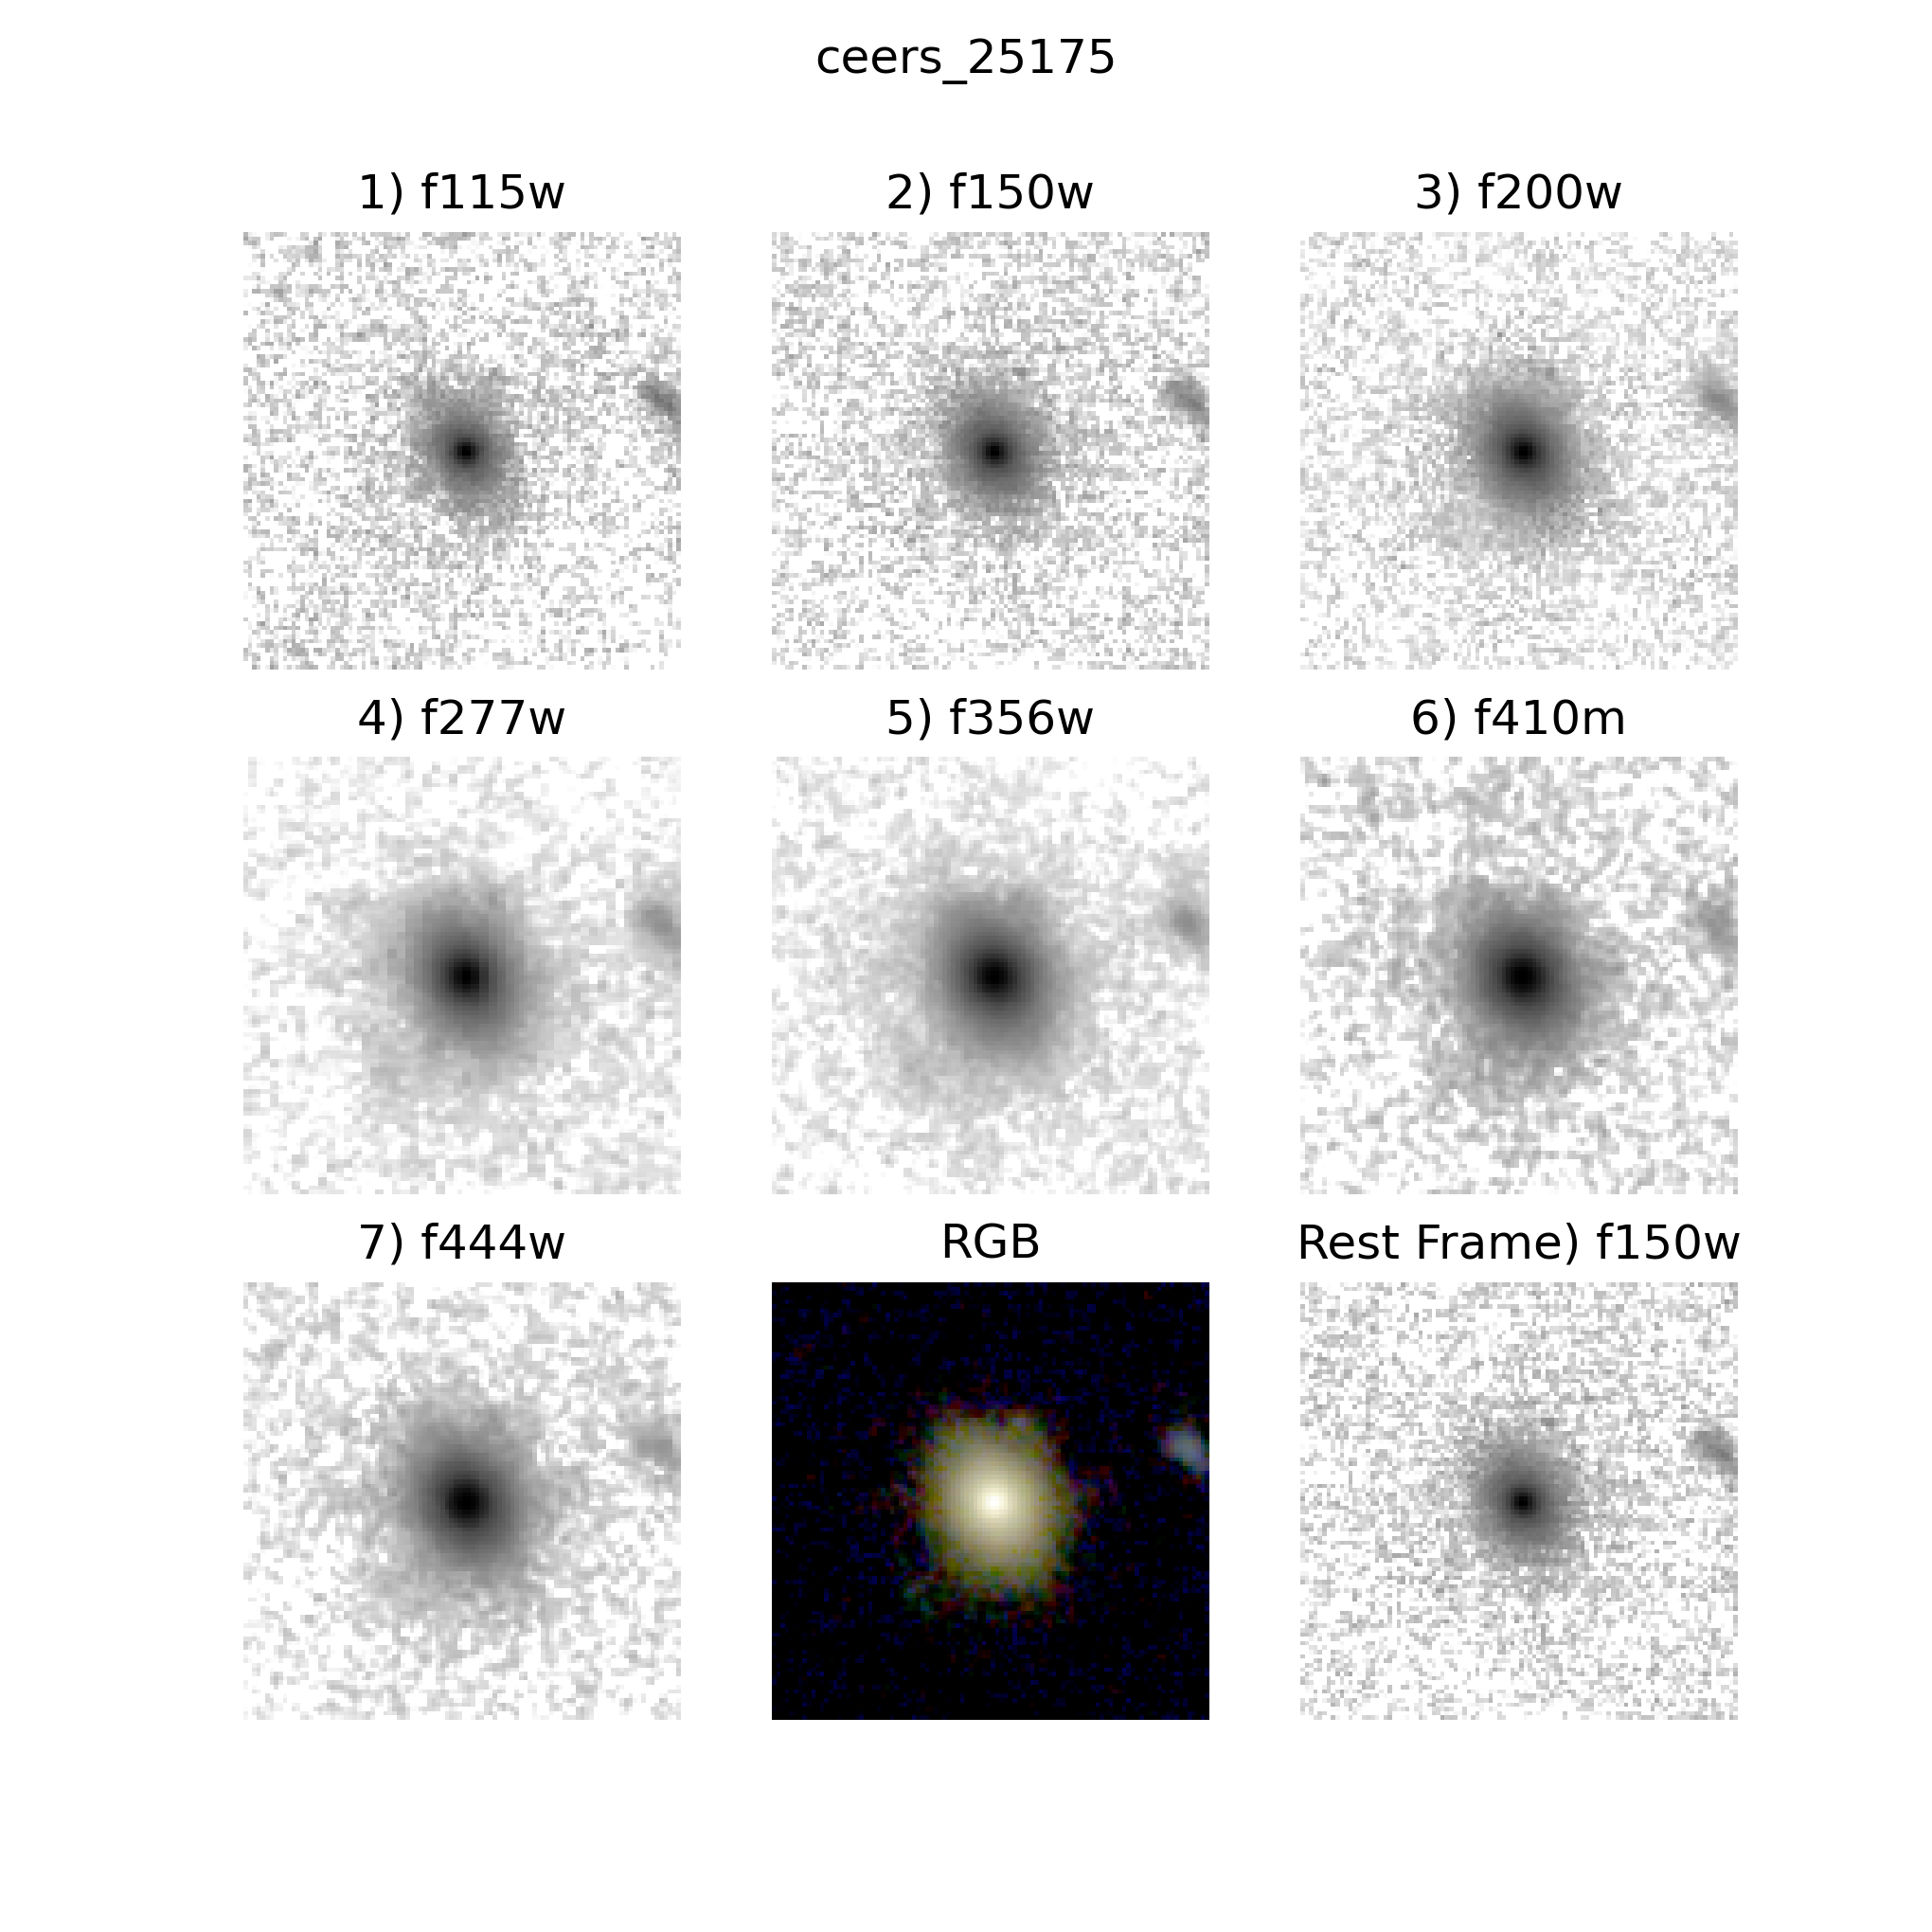 ceers_25175
1) f115w
2) f150w
3) f200w
4) f277w
5) f356w
6) f410m
7) f444w
RGB
Rest Frame) f150w